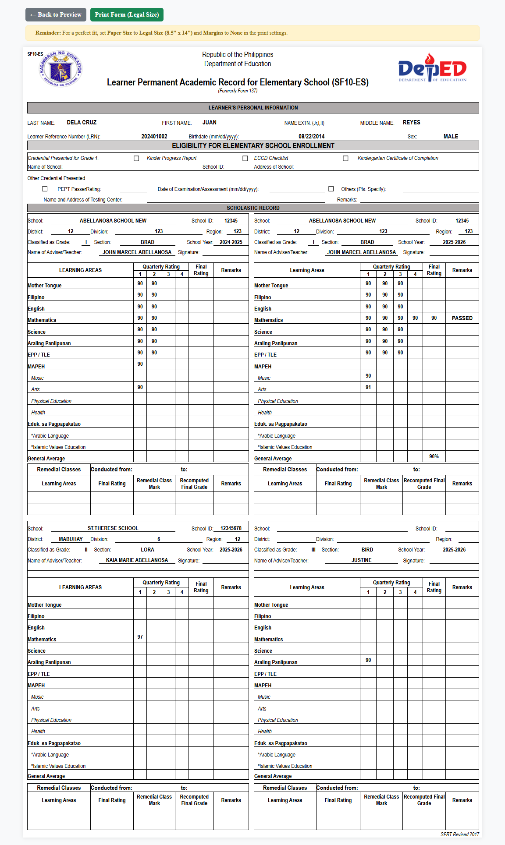 ← Back to Preview
Print Form (Legal Size)
Reminder: For a perfect fit, set Paper Size to Legal Size (8.5" x 14") and Margins to None in the print settings.
SF10-ES
Republic of the Philippines
Department of Education
DepED
DEPARTMENT OF EDUCATION
Learner Permanent Academic Record for Elementary School (SF10-ES)
(Formerly Form 137)
LEARNER'S PERSONAL INFORMATION
LAST NAME: DELA CRUZ FIRST NAME: JUAN NAME EXTN. (Jr,I,II) MIDDLE NAME: REYES
Learner Reference Number (LRN): 202401002 Birthdate (mm/dd/yyyy): 09/22/2014 Sex: MALE
ELIGIBILITY FOR ELEMENTARY SCHOOL ENROLLMENT
Credential Presented for Grade 1 Kinder Progress Report ECCD Checklist Kindergarten Certificate of Completion
Name of School: School ID: Address of School:
Other Credential Presented
PEPT Passer Rating: Date of Examination/Assessment (mm/dd/yyyy): Others (Pls. Specify):
Name and Address of Testing Center: Remarks:
SCHOLASTIC RECORD
School: ABELLANOSA SCHOOL NEW School ID: 12345
District: 12 Division: 123 Region: 123
Classified as Grade: I Section: BRAD School Year: 2024 2025
Name of Adviser/Teacher: JOHN MARCEL ABELLANOSA Signature:
LEARNING AREAS Quarterly Rating Final Rating Remarks
1 2 3 4
Mother Tongue 90 90
Filipino 90 90
English 90 90
Mathematics 90 90
Science 90 90
Araling Panlipunan 90 90
EPP / TLE 90 90
MAPEH 90
Music
Arts 90
Physical Education
Health
Eduk. sa Pagpapakatao
*Arabic Language
*Islamic Values Education
General Average
Remedial Classes Conducted from: to:
Learning Areas Final Rating Remedial Class Mark Recomputed Final Grade Remarks
School: ABELLANOSA SCHOOL NEW School ID: 12345
District: 12 Division: 123 Region: 123
Classified as Grade: I Section: BRAD School Year: 2025 2026
Name of Adviser/Teacher: JOHN MARCEL ABELLANOSA Signature:
Learning Areas Quarterly Rating Final Rating Remarks
1 2 3 4
Mother Tongue 90 90 90
Filipino 90 90 90
English 90 90 90
Mathematics 90 90 90 90 90 PASSED
Science 90 90 90
Araling Panlipunan 90 90 90
EPP / TLE 90 90 90
MAPEH
Music 90
Arts 91
Physical Education
Health
Eduk. sa Pagpapakatao
*Arabic Language
*Islamic Values Education
General Average 90%
Remedial Classes Conducted from: to:
Learning Areas Final Rating Remedial Class Mark Recomputed Final Grade Remarks
School: ST THERESE SCHOOL School ID: 12345678
District: MABUHAY Division: 6 Region: 12
Classified as Grade: II Section: LORA School Year: 2025-2026
Name of Adviser/Teacher: KAIA MARIE ABELLANOSA Signature:
LEARNING AREAS Quarterly Rating Final Rating Remarks
1 2 3 4
Mother Tongue
Filipino
English
Mathematics 97
Science
Araling Panlipunan
EPP / TLE
MAPEH
Music
Arts
Physical Education
Health
Eduk. sa Pagpapakatao
*Arabic Language
*Islamic Values Education
General Average
Remedial Classes Conducted from: to:
Learning Areas Final Rating Remedial Class Mark Recomputed Final Grade Remarks
School: School ID:
District: Division: Region:
Classified as Grade: III Section: BIRD School Year: 2025-2026
Name of Adviser/Teacher: JUSTINE Signature:
Learning Areas Quarterly Rating Final Rating Remarks
1 2 3 4
Mother Tongue
Filipino
English
Mathematics
Science
Araling Panlipunan 90
EPP / TLE
MAPEH
Music
Arts
Physical Education
Health
Eduk. sa Pagpapakatao
*Arabic Language
*Islamic Values Education
General Average
Remedial Classes Conducted from: to:
Learning Areas Final Rating Remedial Class Mark Recomputed Final Grade Remarks
SFRT Revised 2017